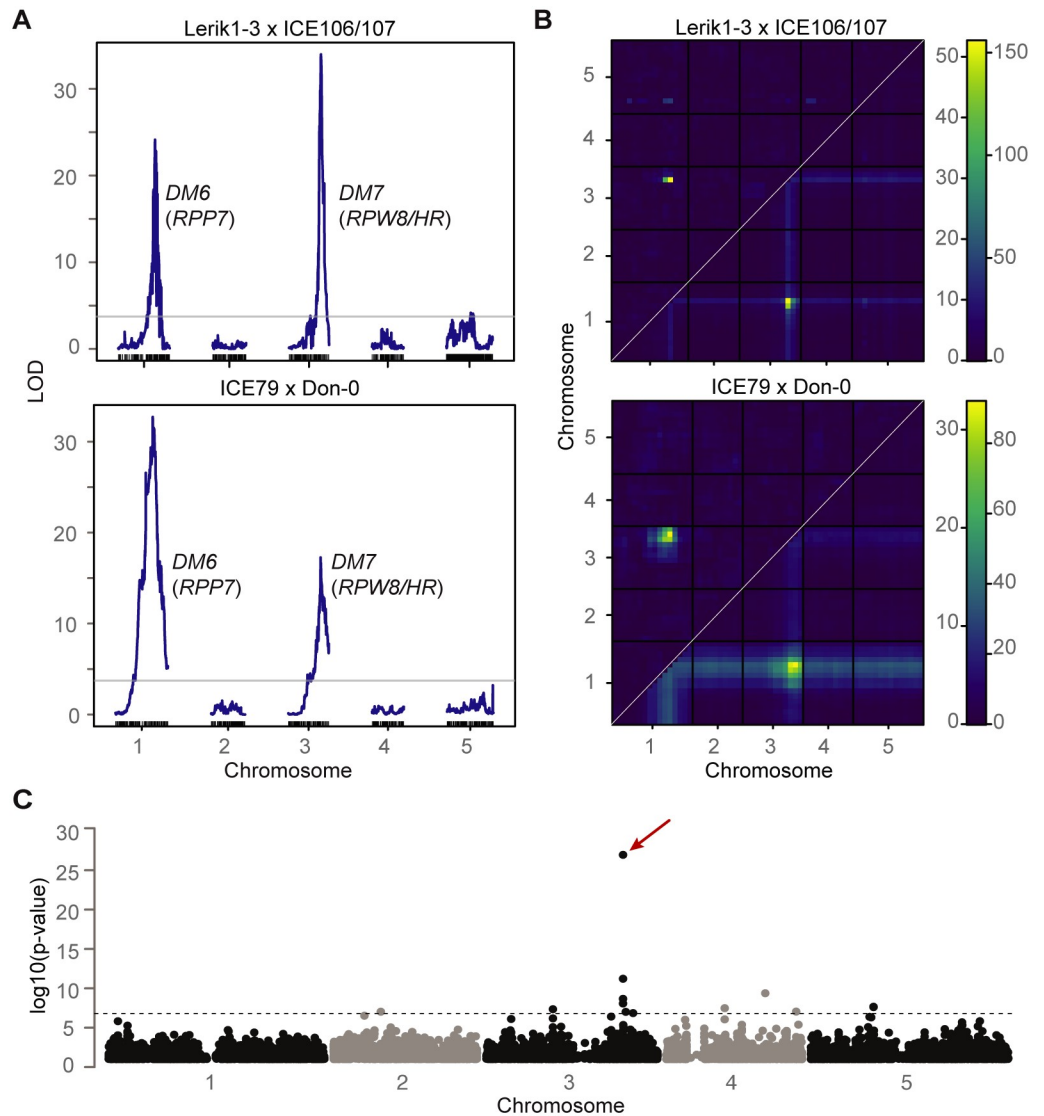 A
Lerik1-3 x ICE106/107
30
20
10
0
DM6
(RPP7)
DM7
(RPW8/HR)
LOD
ICE79 x Don-0
30
20
10
0
DM6
(RPP7)
DM7
(RPW8/HR)
1 2 3 4 5
Chromosome
B
Lerik1-3 x ICE106/107
5
4
3
2
1
50
40
30
20
10
0
150
100
50
0
Chromosome
ICE79 x Don-0
5
4
3
2
1
30
20
10
0
80
60
40
20
0
1 2 3 4 5
Chromosome
C
log10(p-value)
30
25
20
15
10
5
0
1 2 3 4 5
Chromosome